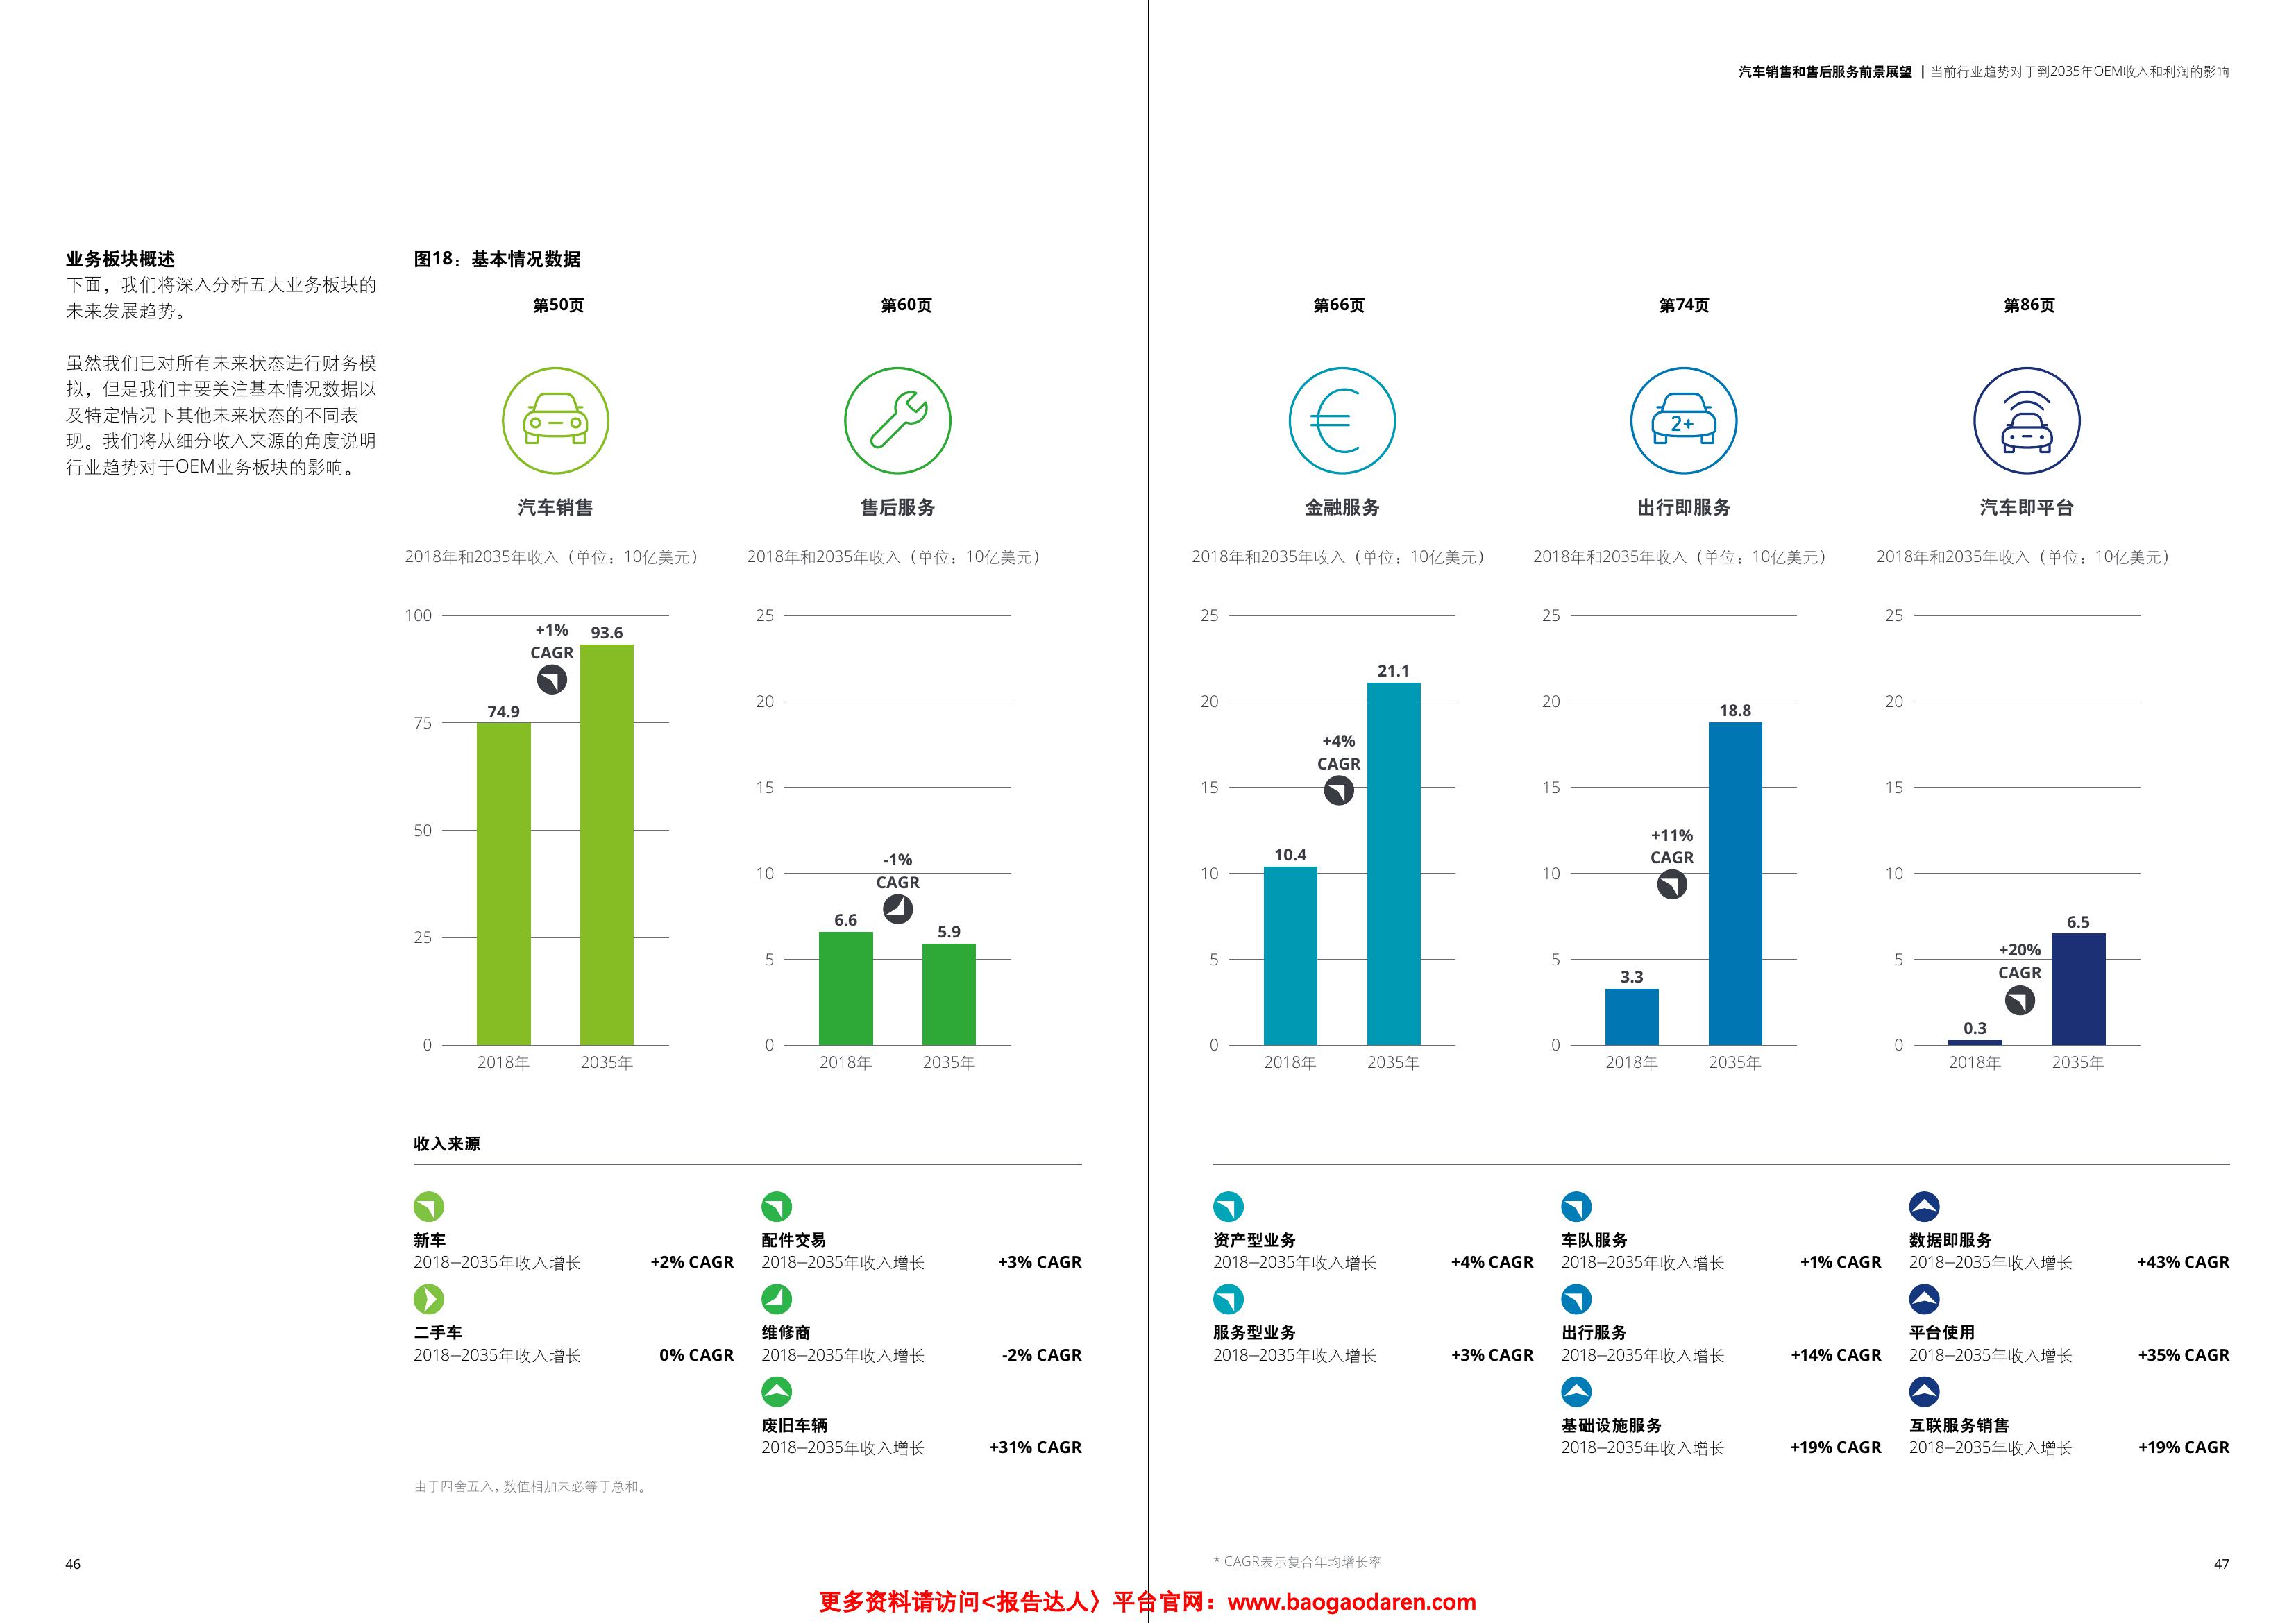 汽车销售和售后服务前景展望 | 当前行业趋势对于到2035年OEM收入和利润的影响
业务板块概述
下面，我们将深入分析五大业务板块的
未来发展趋势。
虽然我们已对所有未来状态进行财务模
拟，但是我们主要关注基本情况数据以
及特定情况下其他未来状态的不同表
现。我们将从细分收入来源的角度说明
行业趋势对于OEM业务板块的影响。
图18：基本情况数据
第50页
汽车销售
2018年和2035年收入（单位：10亿美元）
100
75
50
25
0
74.9
+1%
CAGR
93.6
2018年
2035年
第60页
售后服务
2018年和2035年收入（单位：10亿美元）
25
20
15
10
5
0
6.6
-1%
CAGR
5.9
2018年
2035年
第66页
金融服务
2018年和2035年收入（单位：10亿美元）
25
20
15
10
5
0
10.4
+4%
CAGR
21.1
2018年
2035年
第74页
2+
出行即服务
2018年和2035年收入（单位：10亿美元）
25
20
15
10
5
0
3.3
+11%
CAGR
18.8
2018年
2035年
第86页
汽车即平台
2018年和2035年收入（单位：10亿美元）
25
20
15
10
5
0
0.3
+20%
CAGR
6.5
2018年
2035年
收入来源
新车
2018–2035年收入增长 +2% CAGR
二手车
2018–2035年收入增长 0% CAGR
配件交易
2018–2035年收入增长 +3% CAGR
维修商
2018–2035年收入增长 -2% CAGR
废旧车辆
2018–2035年收入增长 +31% CAGR
资产型业务
2018–2035年收入增长 +4% CAGR
服务型业务
2018–2035年收入增长 +3% CAGR
车队服务
2018–2035年收入增长 +1% CAGR
出行服务
2018–2035年收入增长 +14% CAGR
基础设施服务
2018–2035年收入增长 +19% CAGR
数据即服务
2018–2035年收入增长 +43% CAGR
平台使用
2018–2035年收入增长 +35% CAGR
互联服务销售
2018–2035年收入增长 +19% CAGR
由于四舍五入，数值相加未必等于总和。
* CAGR表示复合年均增长率
46
47
更多资料请访问<报告达人〉平台官网：www.baogaodaren.com